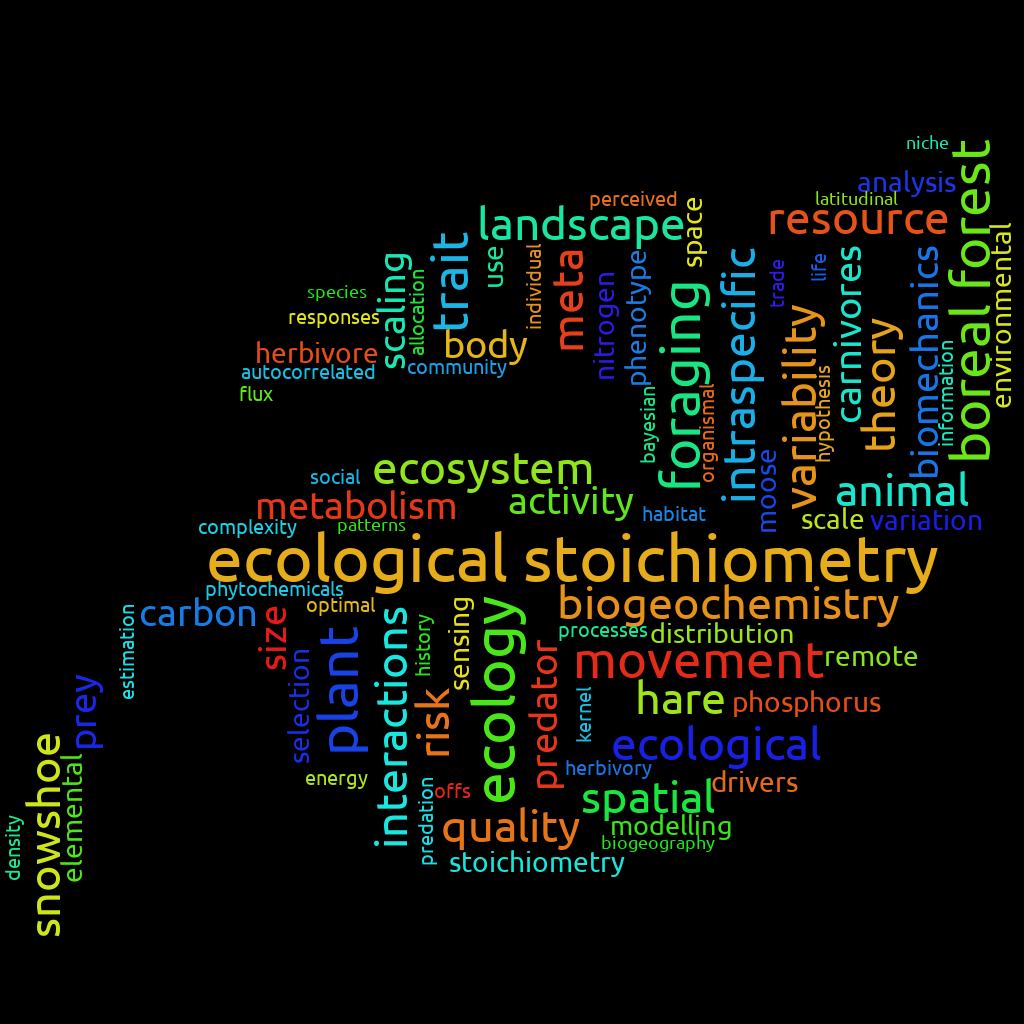 niche
boreal forest
analysis
latitudinal
resource
environmental
perceived
landscape
space
trait
use
individual
meta
nitrogen
phenotype
foraging
intraspecific
trade
life
carnivores
biomechanics
scaling
allocation
species
responses
herbivore
autocorrelated
flux
body
community
variability
theory
hypothesis
information
bayesian
organismal
moose
ecosystem
social
metabolism
activity
animal
complexity
patterns
habitat
scale
variation
ecological stoichiometry
phytochemicals
carbon
optimal
biogeochemistry
estimation
size
plant
selection
interactions
history
sensing
ecology
processes
distribution
predator
movement
remote
risk
prey
kernel
hare
phosphorus
ecological
snowshoe
elemental
density
energy
herbivory
drivers
predation
offs
spatial
quality
modelling
biogeography
stoichiometry